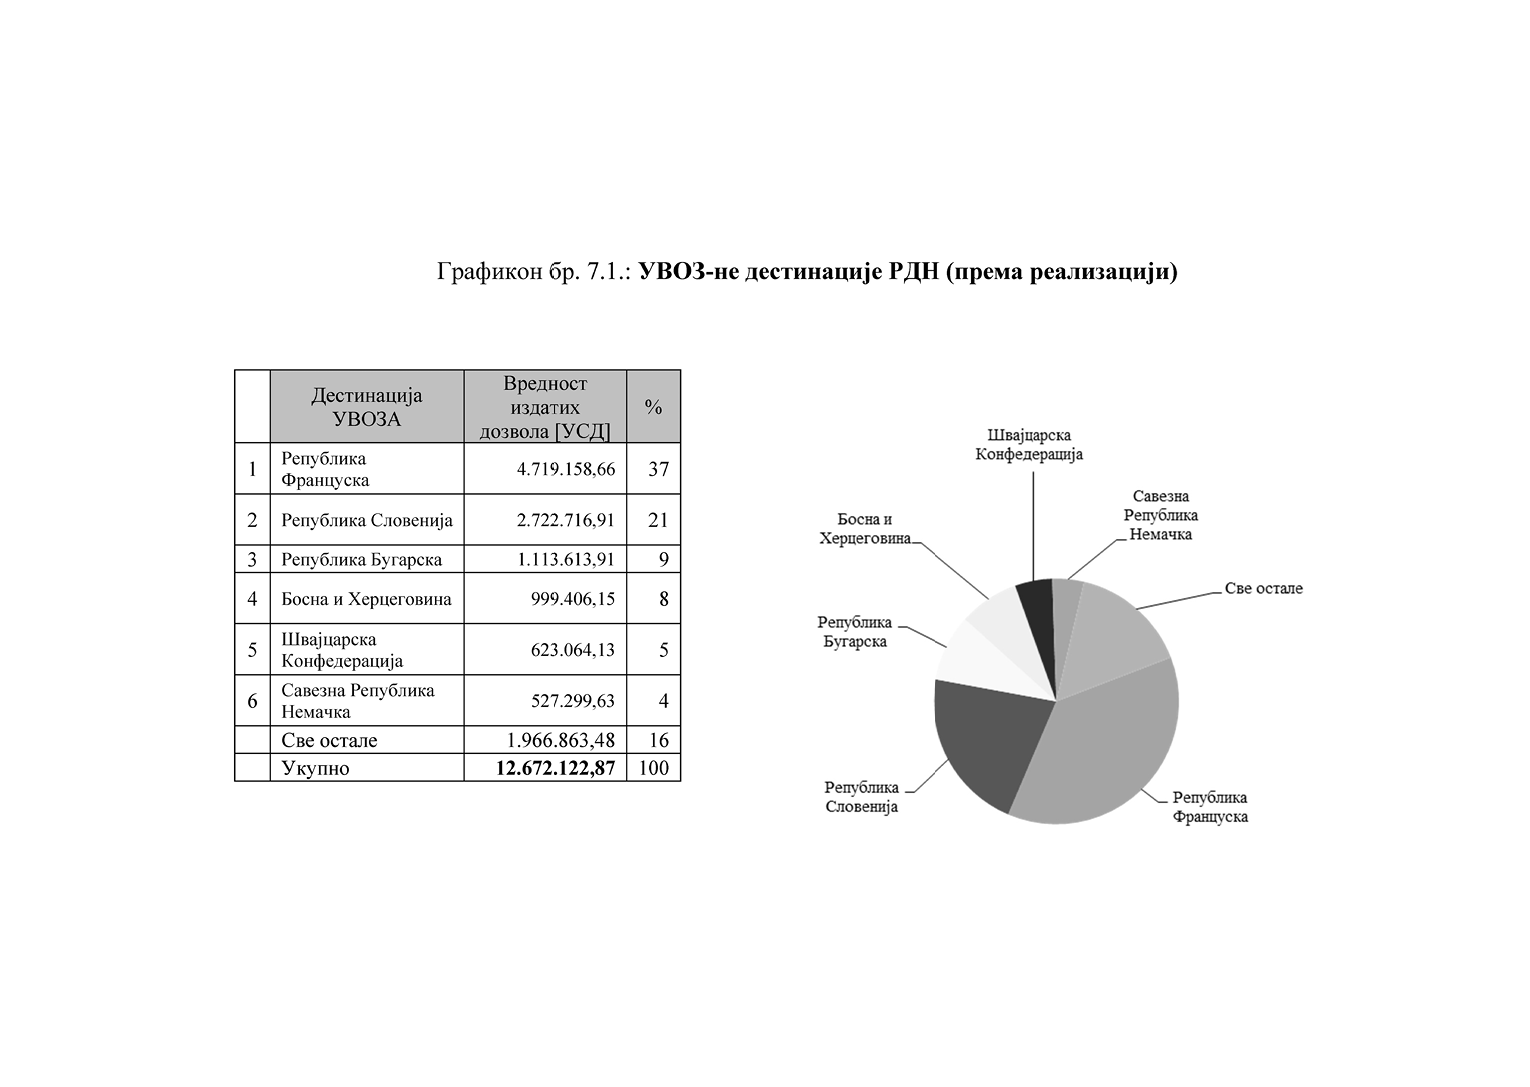 Графикон бр. 7.1.: УВОЗ-не дестинације РДН (према реализацији)
Дестинација
УВОЗА
Вредност
издатих
дозвола [УСД]
%
1
Република
Француска
4.719.158,66
37
2
Република Словенија
2.722.716,91
21
3
Република Бугарска
1.113.613,91
9
4
Босна и Херцеговина
999.406,15
8
5
Швајцарска
Конфедерација
623.064,13
5
6
Савезна Република
Немачка
527.299,63
4
Све остале
1.966.863,48
16
Укупно
12.672.122,87
100
Швајцарска
Конфедерација
Савезна
Република
Немачка
Босна и
Херцеговина
Све остале
Република
Бугарска
Република
Словенија
Република
Француска